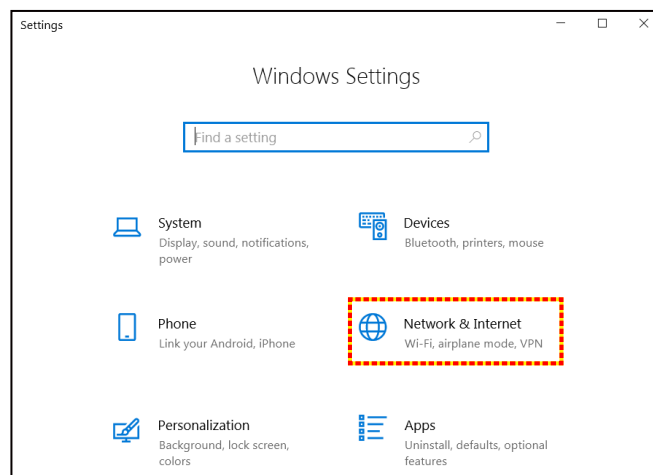 Settings
Windows Settings
Find a setting
System
Display, sound, notifications,
power
Devices
Bluetooth, printers, mouse
Phone
Link your Android, iPhone
Network & Internet
Wi-Fi, airplane mode, VPN
Personalization
Background, lock screen,
colors
Apps
Uninstall, defaults, optional
features